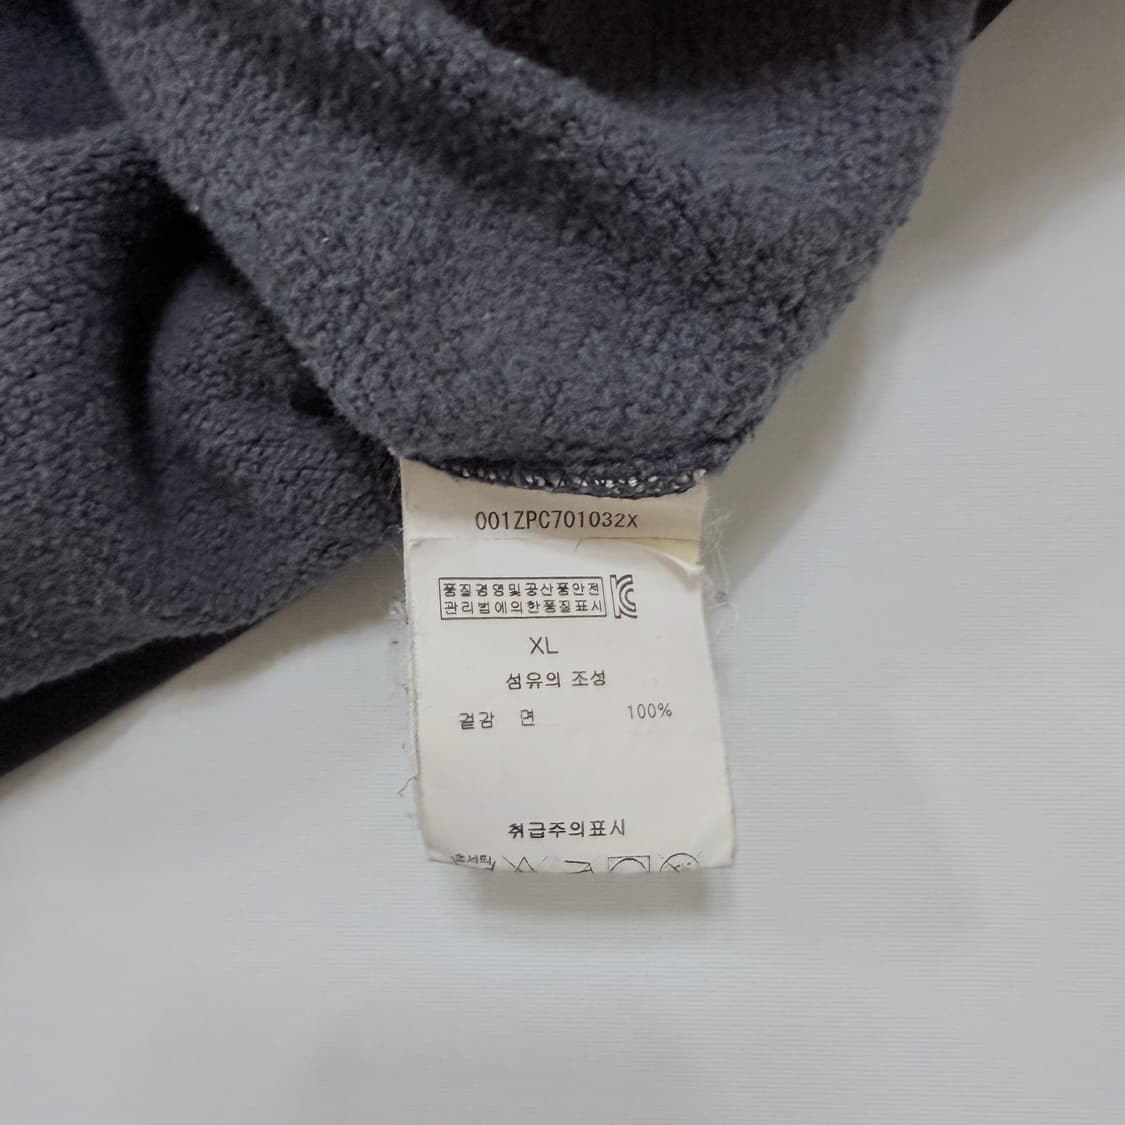 001ZPC701032X
품질경영및공산품안전
관리법에의한품질표시
XL
섬유의 조성
겉감 면 100%
취급주의표시